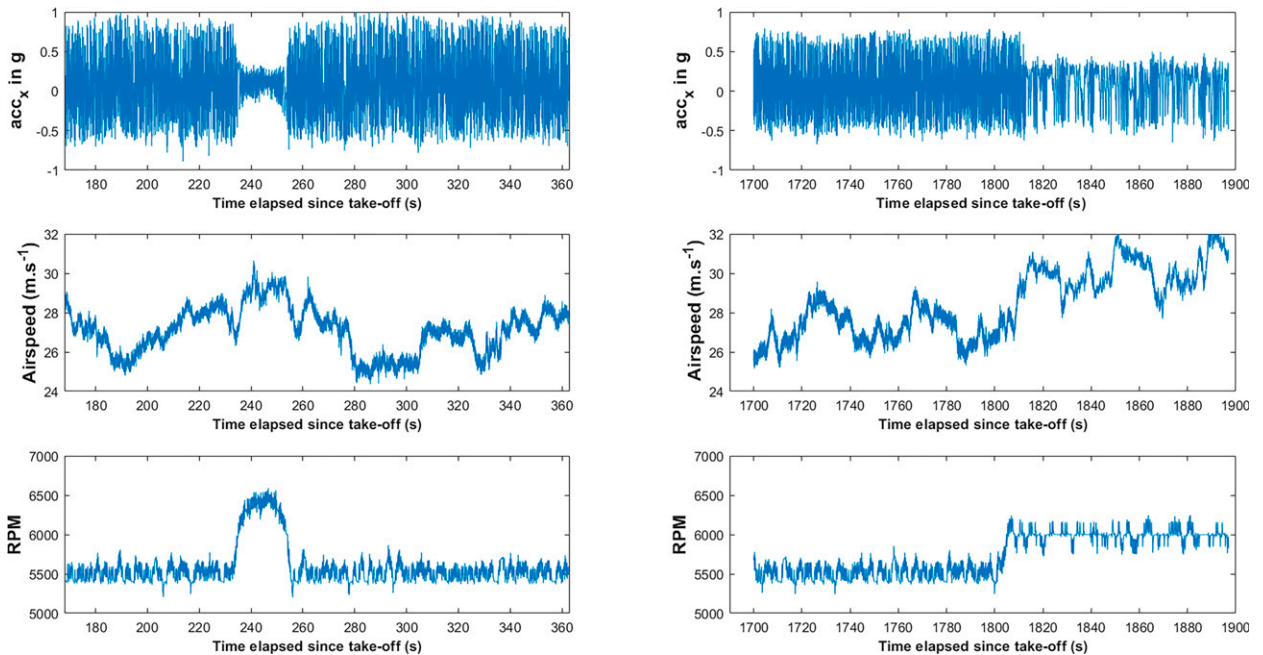 acc_x in g
1
0.5
0
-0.5
-1
180 200 220 240 260 280 300 320 340 360
Time elapsed since take-off (s)
acc_x in g
1
0.5
0
-0.5
-1
1700 1720 1740 1760 1780 1800 1820 1840 1860 1880 1900
Time elapsed since take-off (s)
Airspeed (m.s⁻¹)
32
30
28
26
24
180 200 220 240 260 280 300 320 340 360
Time elapsed since take-off (s)
Airspeed (m.s⁻¹)
32
30
28
26
24
1700 1720 1740 1760 1780 1800 1820 1840 1860 1880 1900
Time elapsed since take-off (s)
RPM
7000
6500
6000
5500
5000
180 200 220 240 260 280 300 320 340 360
Time elapsed since take-off (s)
RPM
7000
6500
6000
5500
5000
1700 1720 1740 1760 1780 1800 1820 1840 1860 1880 1900
Time elapsed since take-off (s)